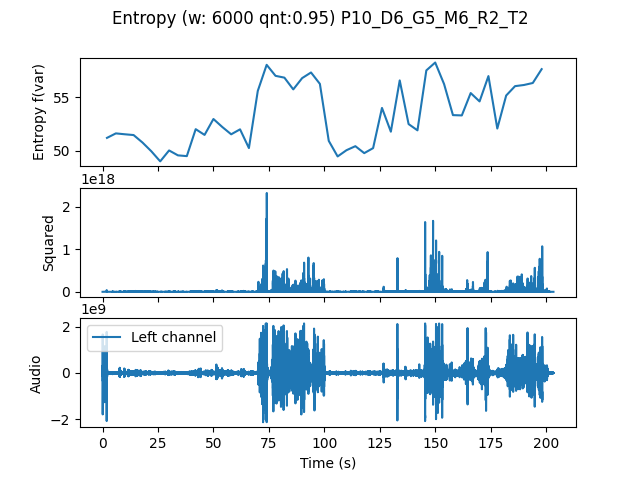 Entropy (w: 6000 qnt:0.95) P10_D6_G5_M6_R2_T2
Entropy f(var)
55
50
1e18
Squared
2
1
0
1e9
Audio
2
0
−2
Left channel
0
25
50
75
100
125
150
175
200
Time (s)